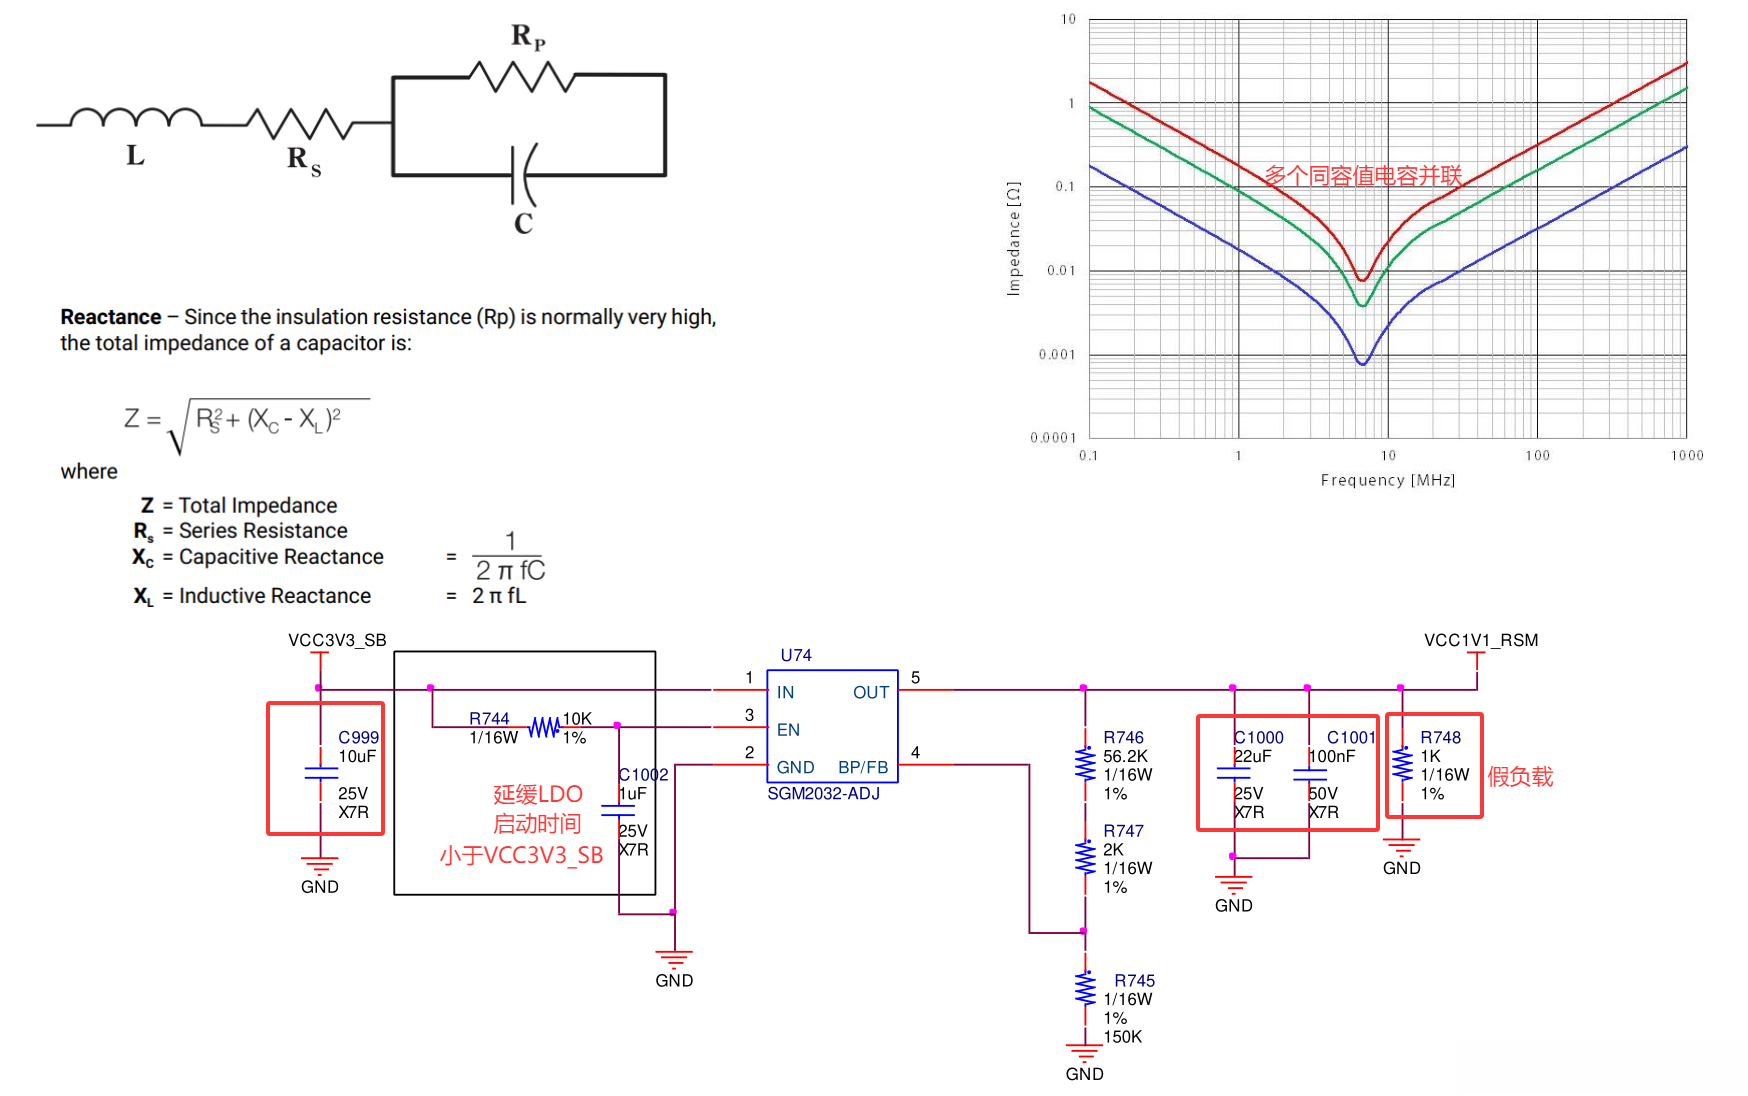 R_P
L
R_S
C
Reactance – Since the insulation resistance (Rp) is normally very high,
the total impedance of a capacitor is:
Z = √ R_S² + (X_C - X_L)²
where
Z = Total Impedance
R_s = Series Resistance
X_C = Capacitive Reactance = 1 / 2 π fC
X_L = Inductive Reactance = 2 π fL
10
1
0.1
0.01
0.001
0.0001
Impedance [Ω]
多个同容值电容并联
0.1
1
10
100
1000
Frequency [MHz]
VCC3V3_SB
C999
10uF
25V
X7R
GND
R744
1/16W
10K
1%
延缓LDO
启动时间
小于VCC3V3_SB
C1002
1uF
25V
X7R
GND
U74
1
IN
3
EN
2
GND
OUT
5
BP/FB
4
SGM2032-ADJ
R746
56.2K
1/16W
1%
R747
2K
1/16W
1%
R745
1/16W
1%
150K
GND
VCC1V1_RSM
C1000
22uF
25V
X7R
GND
C1001
100nF
50V
X7R
R748
1K
1/16W
1%
GND
假负载